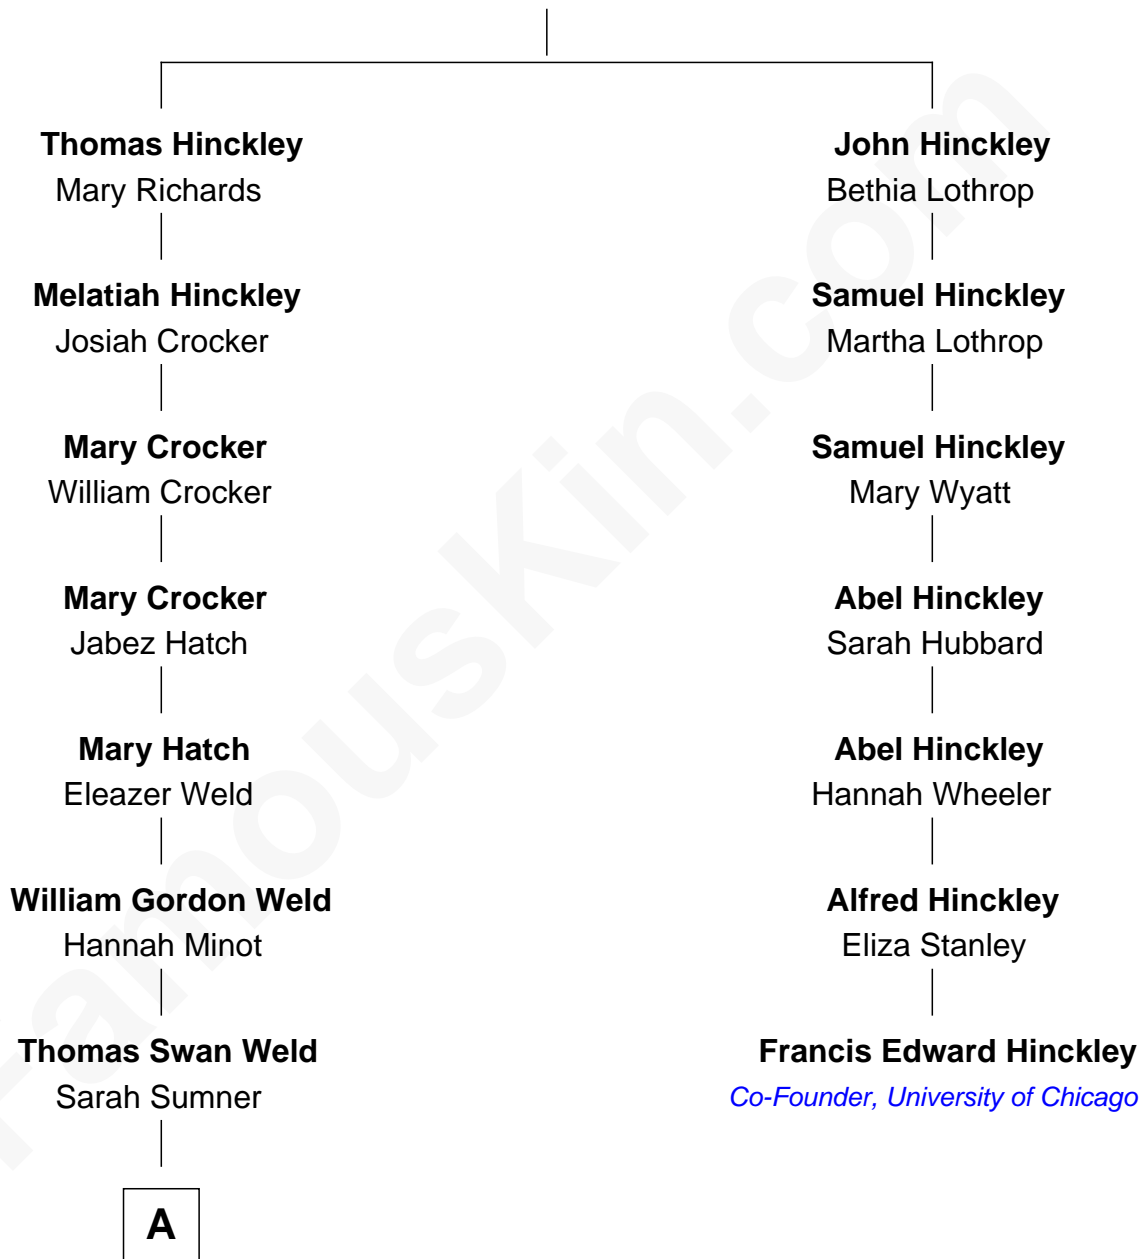 Thomas Hinckley
Mary Richards
Melatiah Hinckley
Josiah Crocker
Mary Crocker
William Crocker
Mary Crocker
Jabez Hatch
Mary Hatch
Eleazer Weld
William Gordon Weld
Hannah Minot
Thomas Swan Weld
Sarah Sumner
A
John Hinckley
Bethia Lothrop
Samuel Hinckley
Martha Lothrop
Samuel Hinckley
Mary Wyatt
Abel Hinckley
Sarah Hubbard
Abel Hinckley
Hannah Wheeler
Alfred Hinckley
Eliza Stanley
Francis Edward Hinckley
Co-Founder, University of Chicago
FamousKin.com